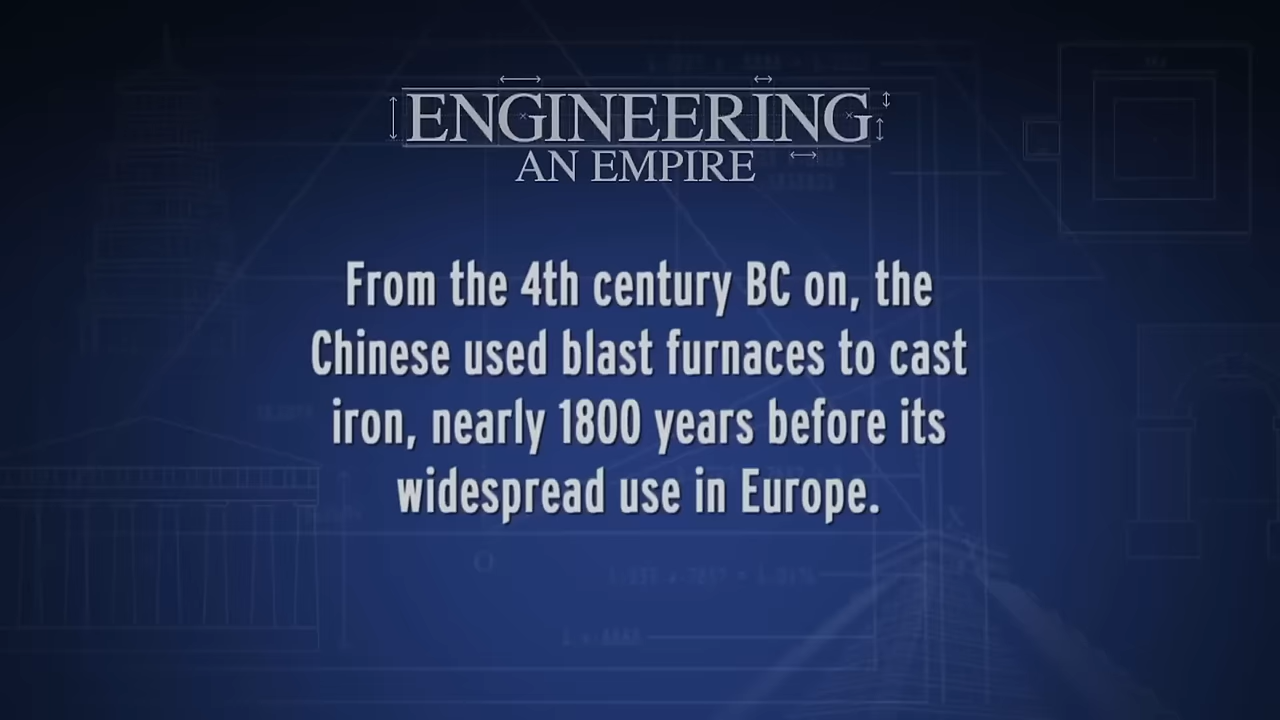 ENGINEERING
AN EMPIRE
From the 4th century BC on, the
Chinese used blast furnaces to cast
iron, nearly 1800 years before its
widespread use in Europe.